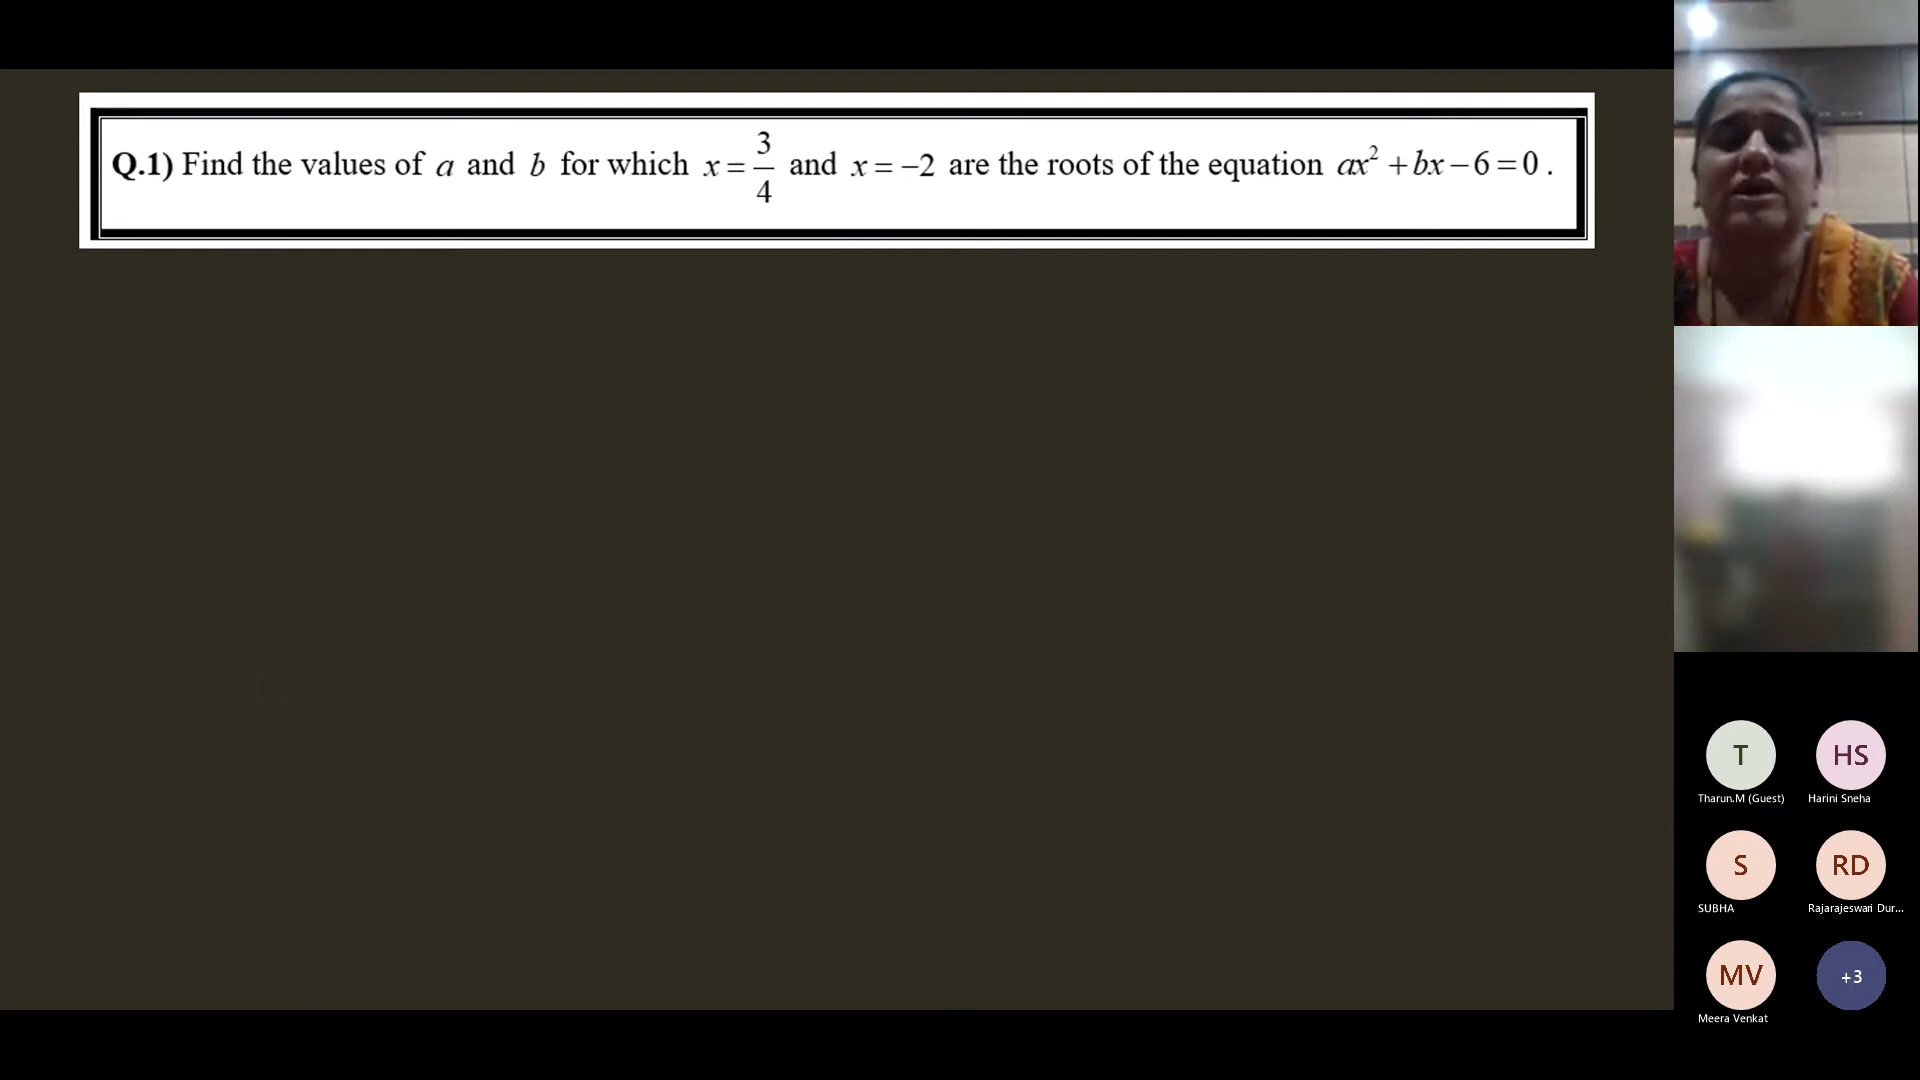 Q.1) Find the values of a and b for which x = 3/4 and x = −2 are the roots of the equation ax² + bx − 6 = 0 .
T
HS
Tharun.M (Guest)
Harini Sneha
S
RD
SUBHA
Rajarajeswari Dur...
MV
+3
Meera Venkat